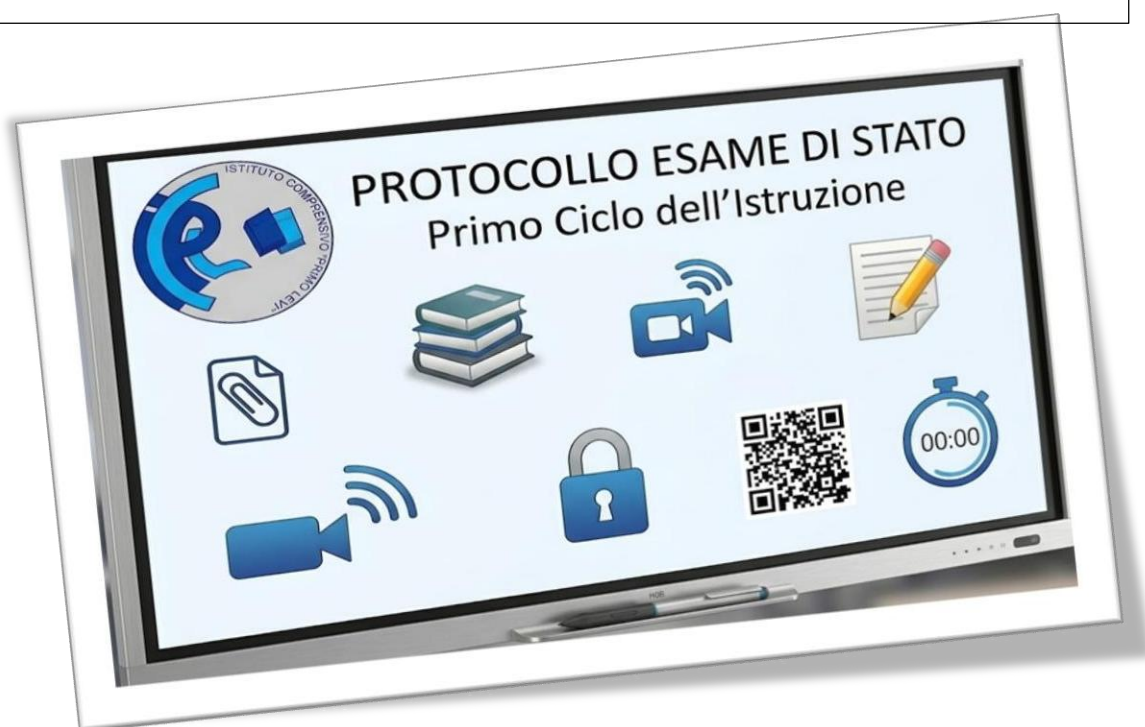 PROTOCOLLO ESAME DI STATO
Primo Ciclo dell'Istruzione
ISTITUTO COMPRENSIVO "PRIMO LEVI"
00:00